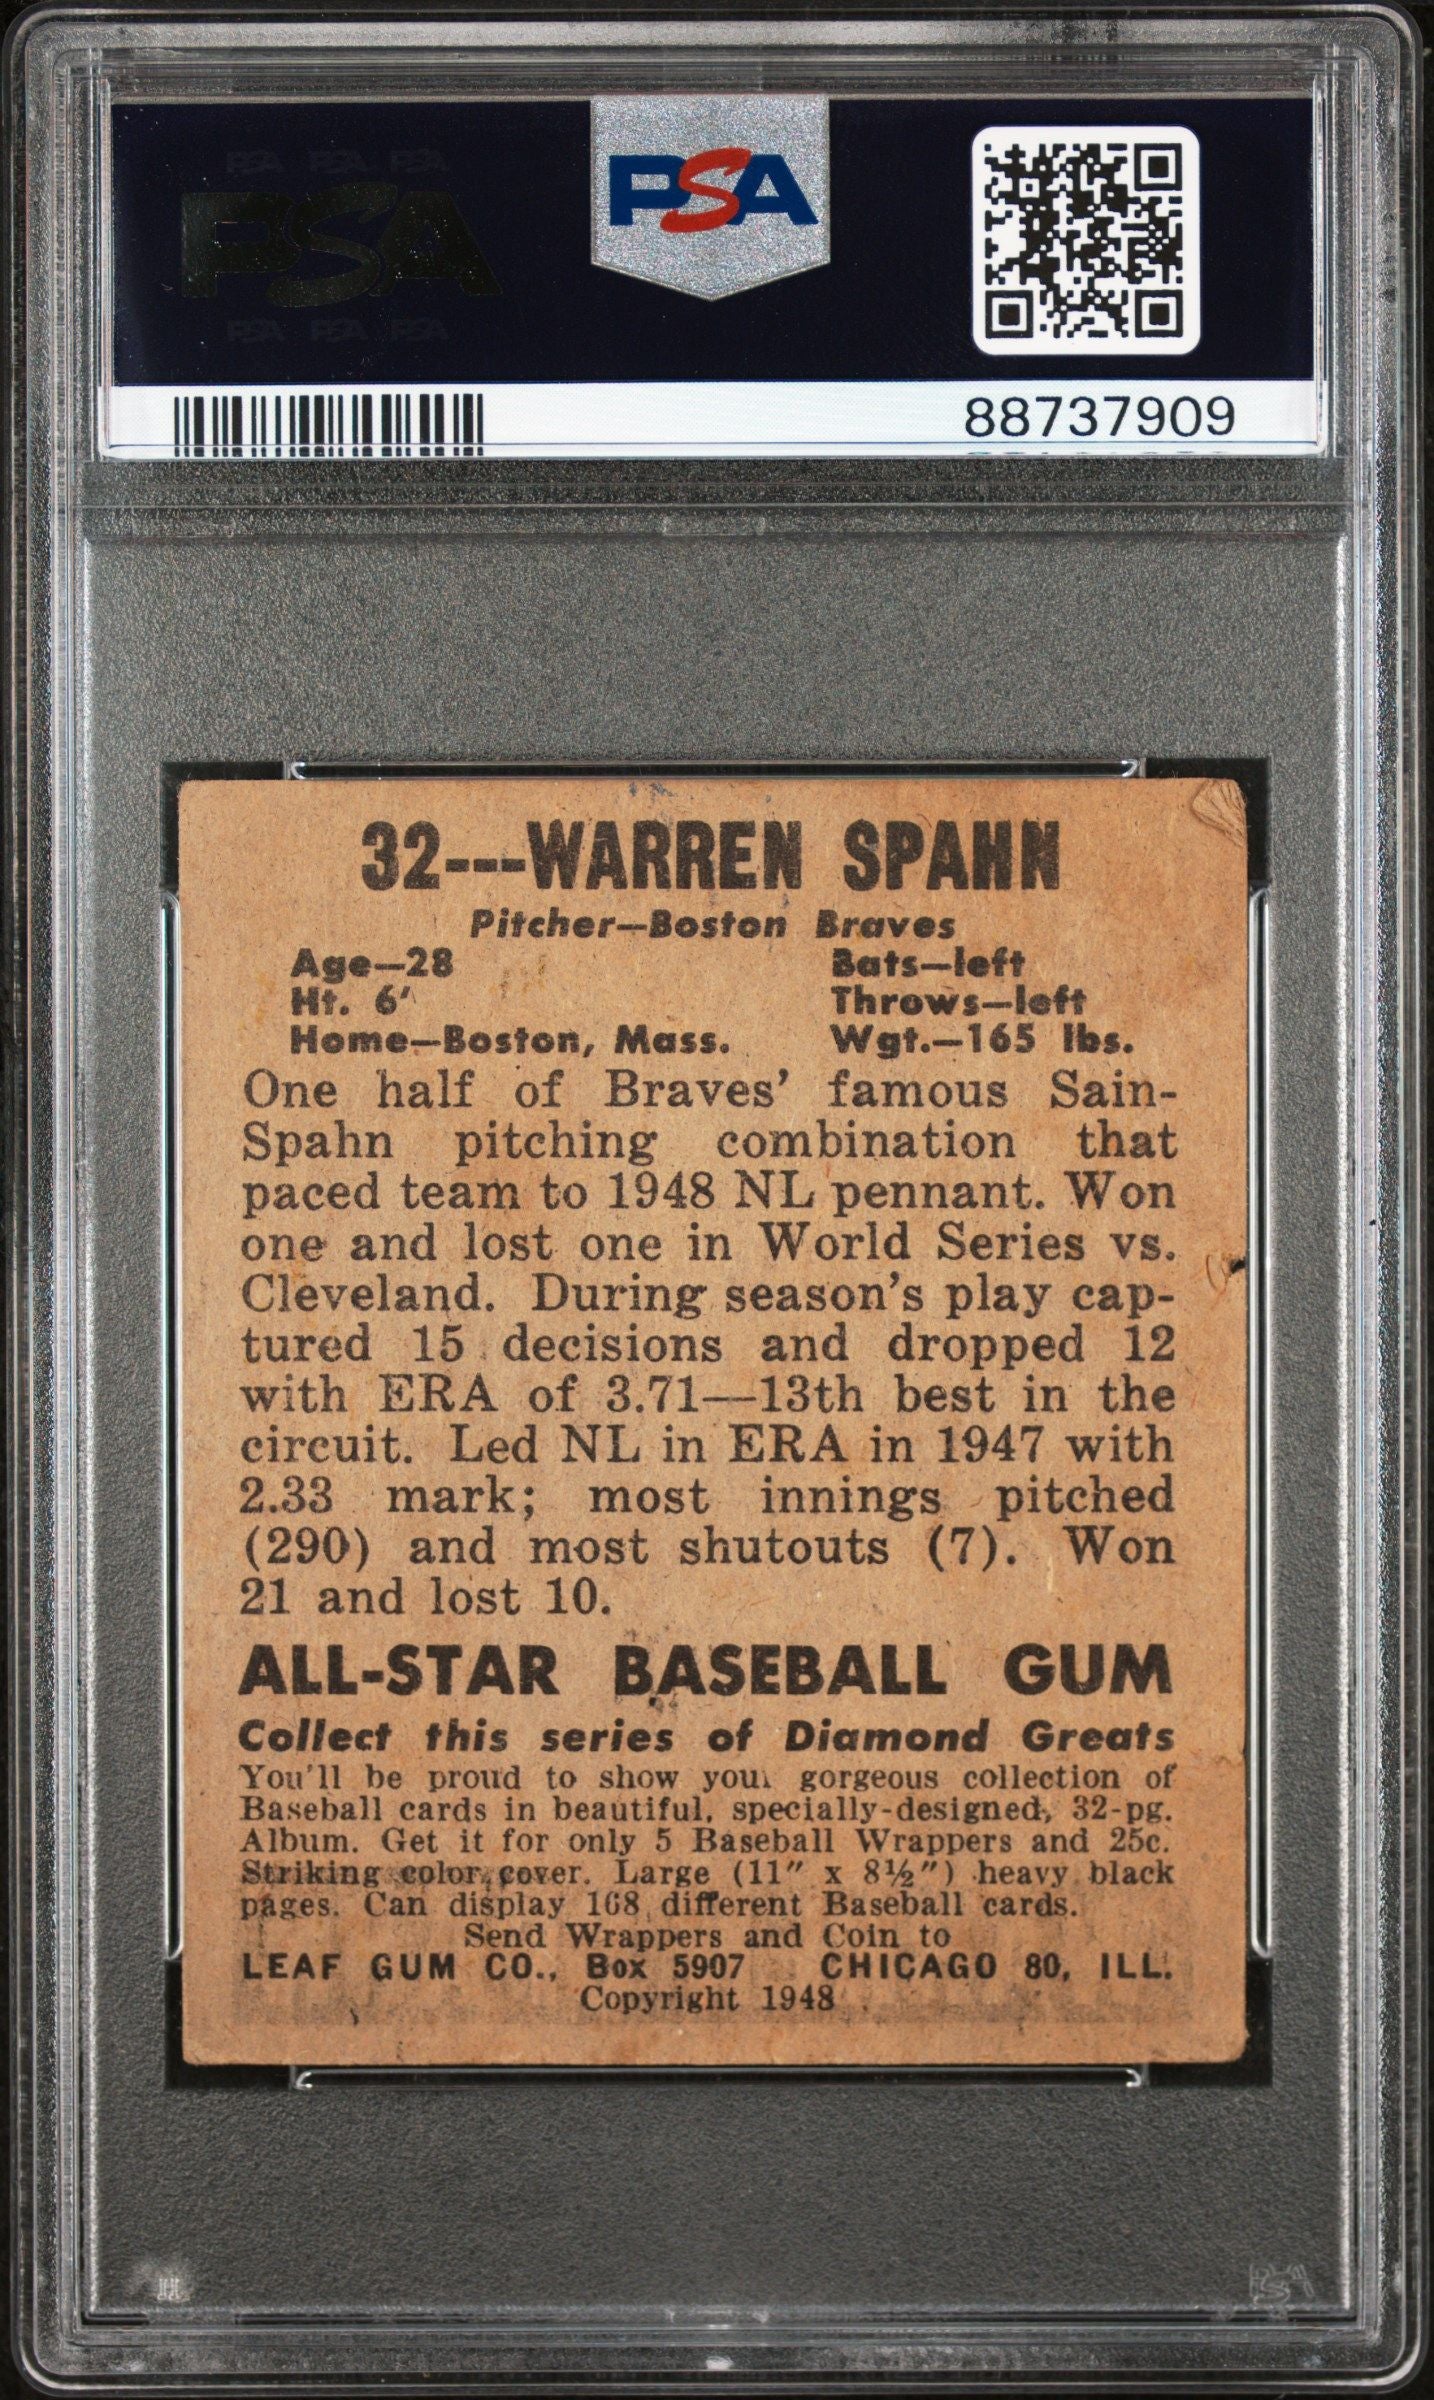 PSA PSA PSA
PSA
PSA PSA PSA
PSA
88737909
32---WARREN SPAHN
Pitcher—Boston Braves
Age—28
Bats—left
Ht. 6'
Throws—left
Home—Boston, Mass.
Wgt.—165 lbs.
One half of Braves' famous Sain-
Spahn pitching combination that
paced team to 1948 NL pennant. Won
one and lost one in World Series vs.
Cleveland. During season's play cap-
tured 15 decisions and dropped 12
with ERA of 3.71—13th best in the
circuit. Led NL in ERA in 1947 with
2.33 mark; most innings pitched
(290) and most shutouts (7). Won
21 and lost 10.
ALL-STAR BASEBALL GUM
Collect this series of Diamond Greats
You'll be proud to show your gorgeous collection of
Baseball cards in beautiful, specially-designed, 32-pg.
Album. Get it for only 5 Baseball Wrappers and 25c.
Striking color cover. Large (11" x 8½") heavy black
pages. Can display 168 different Baseball cards.
Send Wrappers and Coin to
LEAF GUM CO., Box 5907 CHICAGO 80, ILL.
Copyright 1948
PSA